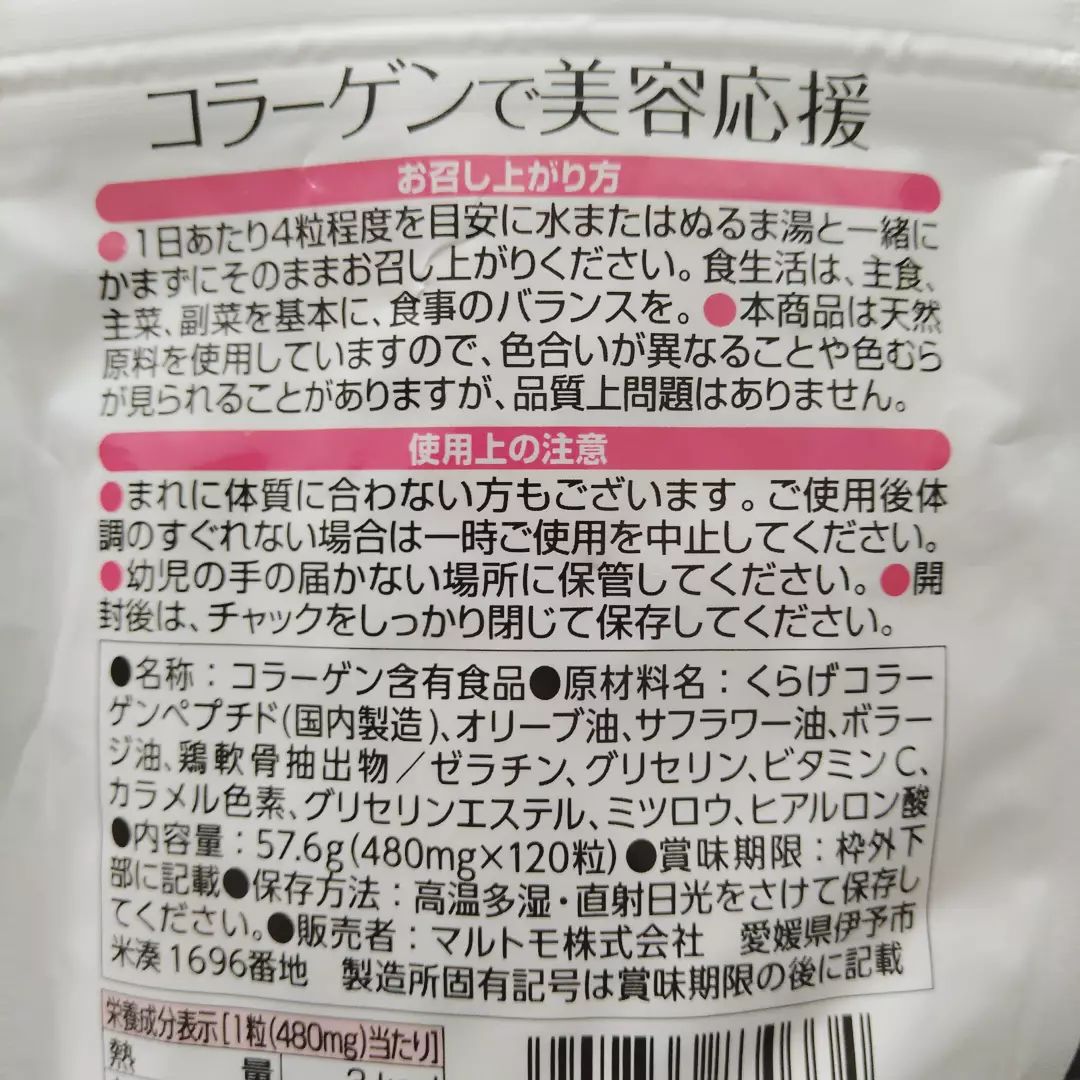 コラーゲンで美容応援
お召し上がり方
●1日あたり4粒程度を目安に水またはぬるま湯と一緒に
かまずにそのままお召し上がりください。食生活は、主食、
主菜、副菜を基本に、食事のバランスを。●本商品は天然
原料を使用していますので、色合いが異なることや色むら
が見られることがありますが、品質上問題はありません。
使用上の注意
●まれに体質に合わない方もございます。ご使用後体
調のすぐれない場合は一時ご使用を中止してください。
●幼児の手の届かない場所に保管してください。●開
封後は、チャックをしっかり閉じて保存してください。
●名称：コラーゲン含有食品●原材料名：くらげコラー
ゲンペプチド(国内製造)、オリーブ油、サフラワー油、ボラー
ジ油、鶏軟骨抽出物／ゼラチン、グリセリン、ビタミンC、
カラメル色素、グリセリンエステル、ミツロウ、ヒアルロン酸
●内容量：57.6g(480mg×120粒)●賞味期限：枠外下
部に記載●保存方法：高温多湿・直射日光をさけて保存し
てください。●販売者：マルトモ株式会社 愛媛県伊予市
米湊1696番地 製造所固有記号は賞味期限の後に記載
栄養成分表示[1粒(480mg)当たり]
熱 量